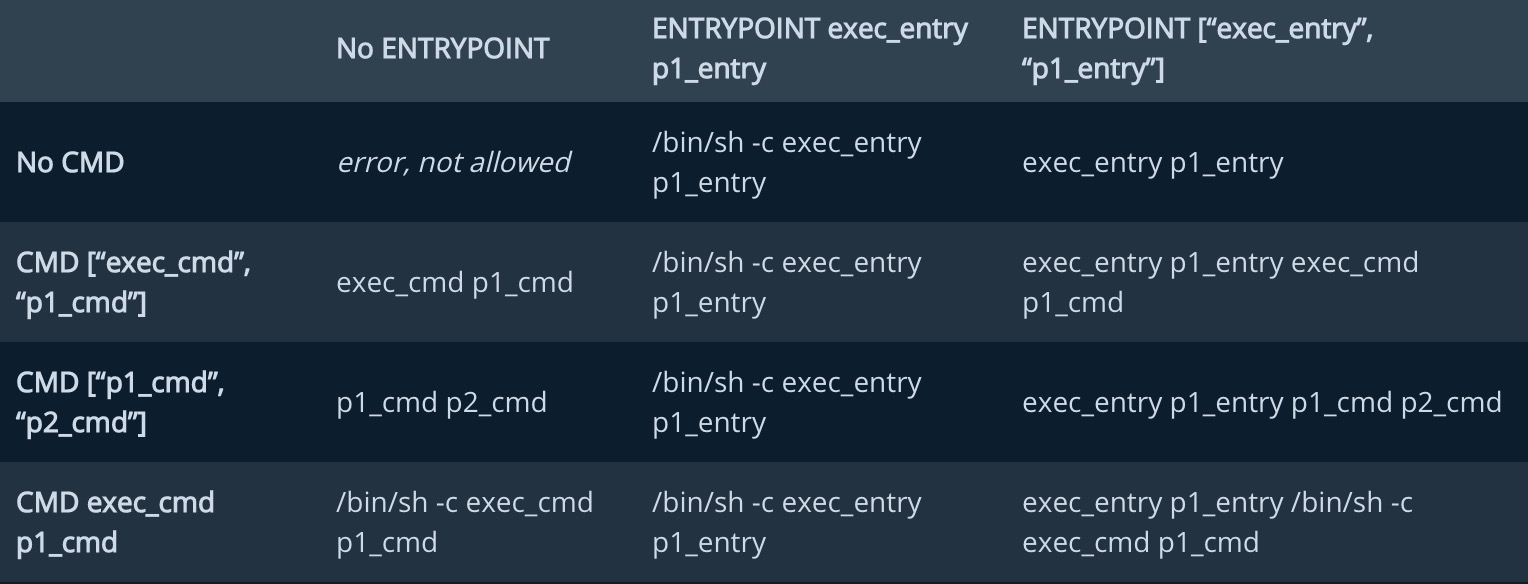 No ENTRYPOINT
ENTRYPOINT exec_entry
p1_entry
ENTRYPOINT [“exec_entry”,
“p1_entry”]
No CMD
error, not allowed
/bin/sh -c exec_entry
p1_entry
exec_entry p1_entry
CMD [“exec_cmd”,
“p1_cmd”]
exec_cmd p1_cmd
/bin/sh -c exec_entry
p1_entry
exec_entry p1_entry exec_cmd
p1_cmd
CMD [“p1_cmd”,
“p2_cmd”]
p1_cmd p2_cmd
/bin/sh -c exec_entry
p1_entry
exec_entry p1_entry p1_cmd p2_cmd
CMD exec_cmd
p1_cmd
/bin/sh -c exec_cmd
p1_cmd
/bin/sh -c exec_entry
p1_entry
exec_entry p1_entry /bin/sh -c
exec_cmd p1_cmd